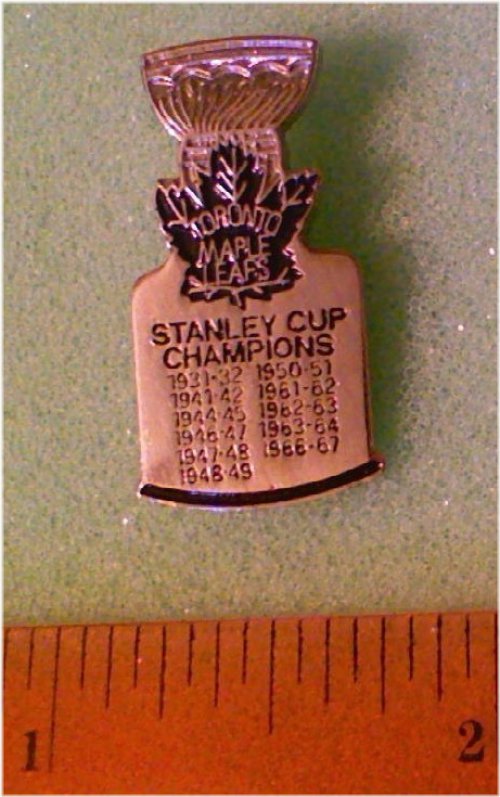 TORONTO
MAPLE
LEAFS
STANLEY CUP
CHAMPIONS
1931-32 1950-51
1941-42 1961-62
1944-45 1962-63
1946-47 1963-64
1947-48 1966-67
1948-49
1 2